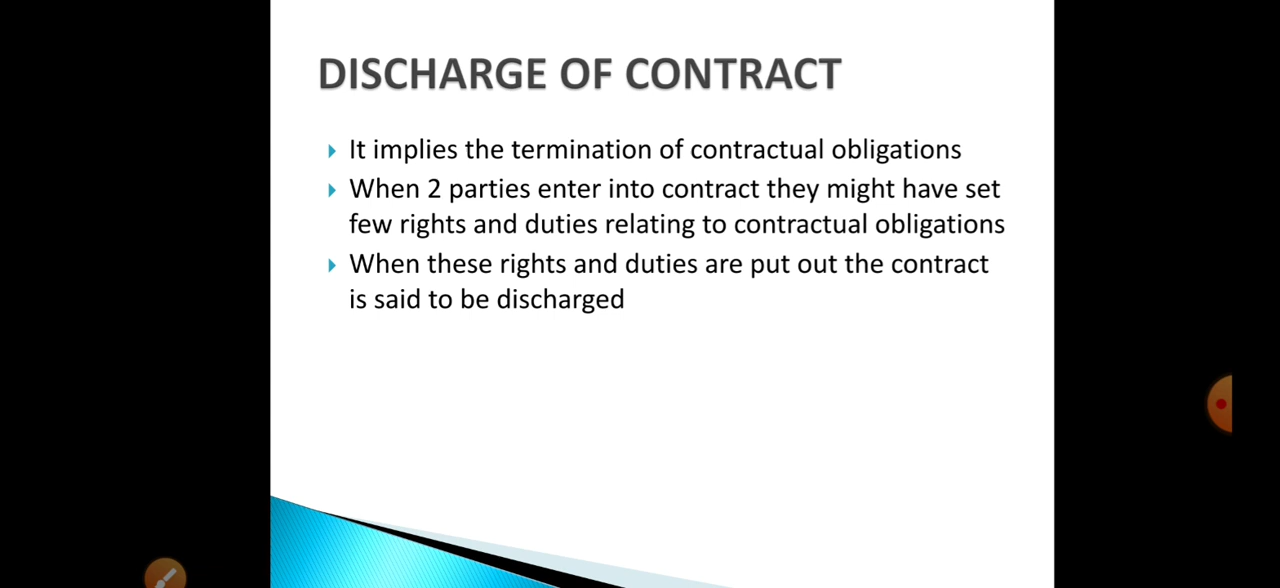 DISCHARGE OF CONTRACT
It implies the termination of contractual obligations
When 2 parties enter into contract they might have set
few rights and duties relating to contractual obligations
When these rights and duties are put out the contract
is said to be discharged